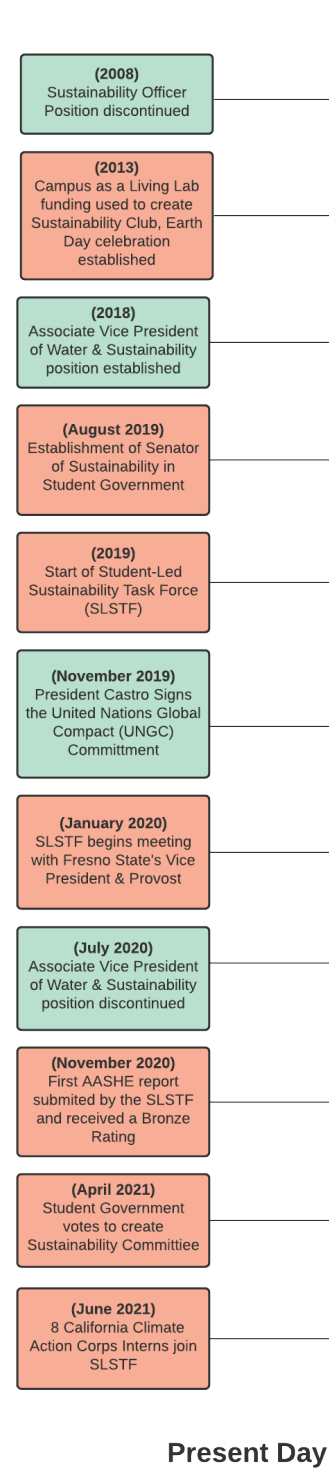 (2008)
Sustainability Officer
Position discontinued
(2013)
Campus as a Living Lab
funding used to create
Sustainability Club, Earth
Day celebration
established
(2018)
Associate Vice President
of Water & Sustainability
position established
(August 2019)
Establishment of Senator
of Sustainability in
Student Government
(2019)
Start of Student-Led
Sustainability Task Force
(SLSTF)
(November 2019)
President Castro Signs
the United Nations Global
Compact (UNGC)
Committment
(January 2020)
SLSTF begins meeting
with Fresno State's Vice
President & Provost
(July 2020)
Associate Vice President
of Water & Sustainability
position discontinued
(November 2020)
First AASHE report
submited by the SLSTF
and received a Bronze
Rating
(April 2021)
Student Government
votes to create
Sustainability Committiee
(June 2021)
8 California Climate
Action Corps Interns join
SLSTF
Present Day